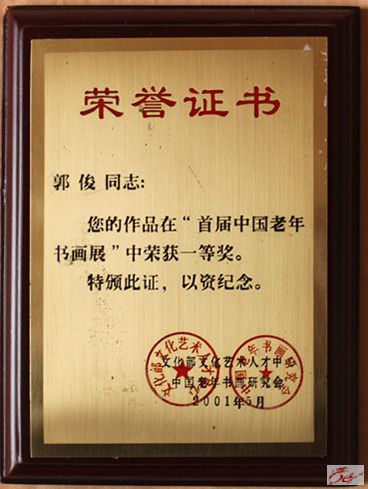 荣誉证书
郭俊同志:
您的作品在“首届中国老年
书画展”中荣获一等奖。
特颁此证，以资纪念。
文化部文化艺术人才中心
中国老年书画研究会
2001年5月